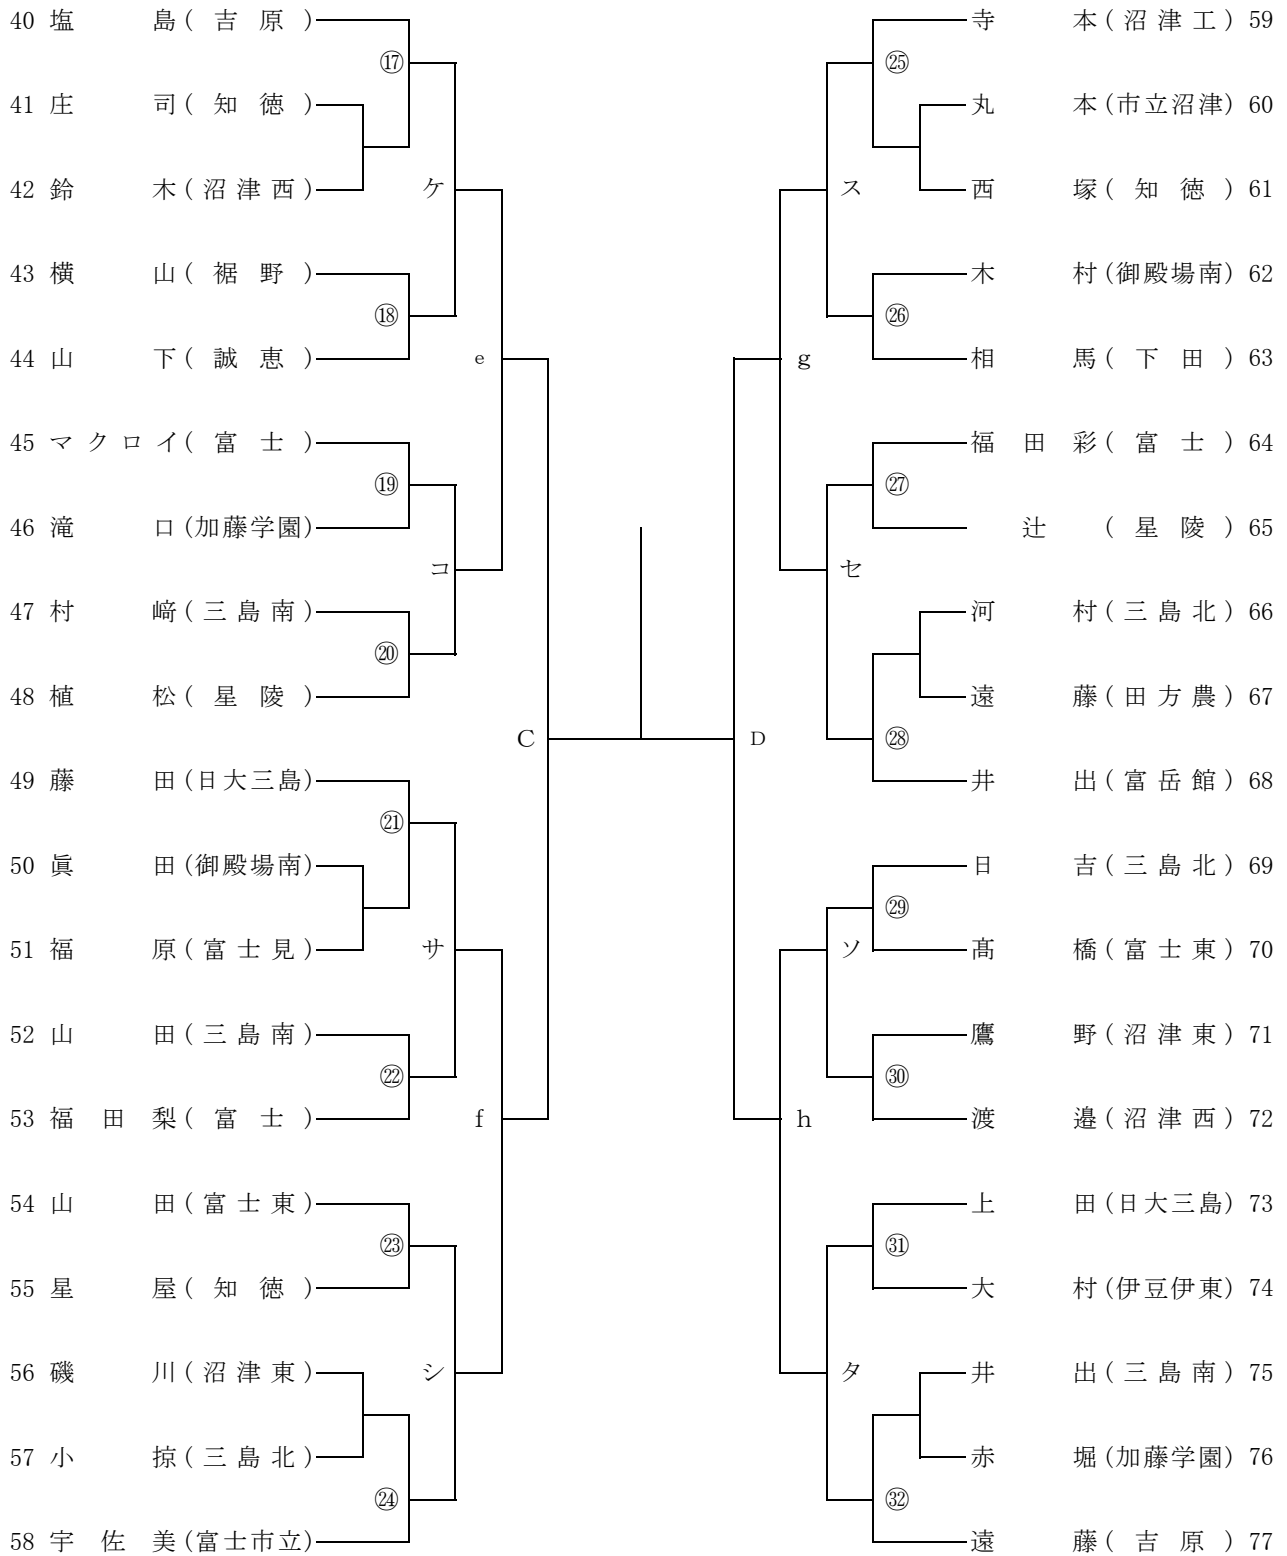 40 塩島(吉原)
⑰
41 庄司(知徳)
42 鈴木(沼津西)
ケ
43 横山(裾野)
⑱
44 山下(誠恵)
e
45 マクロイ(富士)
⑲
46 滝口(加藤学園)
コ
47 村﨑(三島南)
⑳
48 植松(星陵)
C
49 藤田(日大三島)
㉑
50 眞田(御殿場南)
51 福原(富士見)
サ
52 山田(三島南)
㉒
53 福田梨(富士)
f
54 山田(富士東)
㉓
55 星屋(知徳)
56 磯川(沼津東)
シ
57 小掠(三島北)
㉔
58 宇佐美(富士市立)
寺本(沼津工) 59
㉕
丸本(市立沼津) 60
西塚(知徳) 61
ス
木村(御殿場南) 62
㉖
相馬(下田) 63
g
福田彩(富士) 64
㉗
辻(星陵) 65
セ
河村(三島北) 66
遠藤(田方農) 67
㉘
D
井出(富岳館) 68
日吉(三島北) 69
㉙
髙橋(富士東) 70
ソ
鷹野(沼津東) 71
㉚
渡邉(沼津西) 72
h
上田(日大三島) 73
㉛
大村(伊豆伊東) 74
井出(三島南) 75
タ
赤堀(加藤学園) 76
㉜
遠藤(吉原) 77